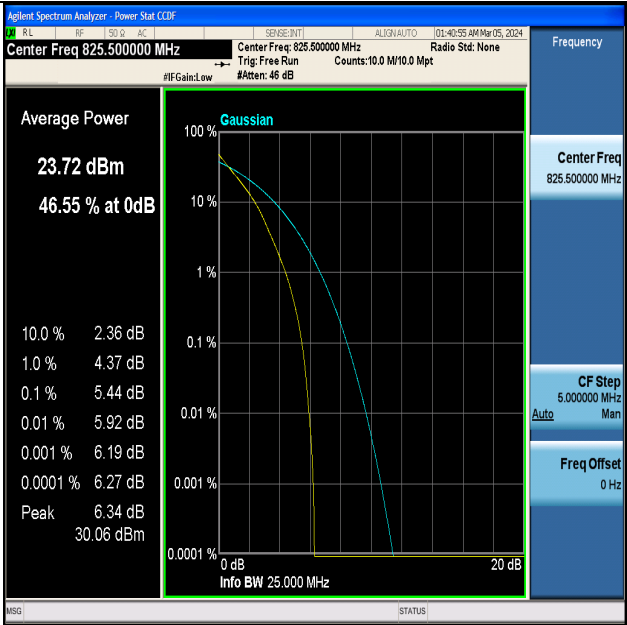 Agilent Spectrum Analyzer - Power Stat CCDF
LXI RL RF 50 Ω AC SENSE:INT ALIGNAUTO 01:40:55 AM Mar 05, 2024
Center Freq 825.500000 MHz
Center Freq: 825.500000 MHz Radio Std: None
Trig: Free Run Counts:10.0 M/10.0 Mpt
#IFGain:Low #Atten: 46 dB
Frequency
Average Power
23.72 dBm
46.55 % at 0dB
10.0 % 2.36 dB
1.0 % 4.37 dB
0.1 % 5.44 dB
0.01 % 5.92 dB
0.001 % 6.19 dB
0.0001 % 6.27 dB
Peak 6.34 dB
30.06 dBm
Gaussian
100 %
10 %
1 %
0.1 %
0.01 %
0.001 %
0.0001 %
0 dB 20 dB
Info BW 25.000 MHz
Center Freq
825.500000 MHz
CF Step
5.000000 MHz
Auto Man
Freq Offset
0 Hz
MSG STATUS